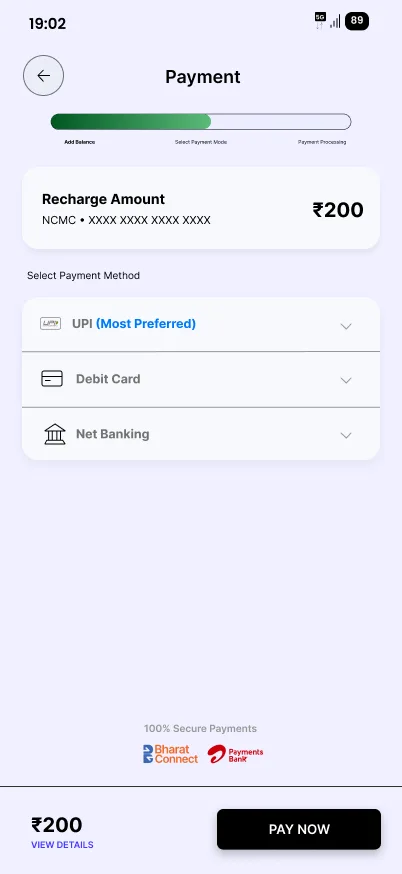 19:02
5G
89
Payment
Add Balance
Select Payment Mode
Payment Processing
Recharge Amount
NCMC • XXXX XXXX XXXX XXXX
₹200
Select Payment Method
UPI
UPI (Most Preferred)
Debit Card
Net Banking
100% Secure Payments
Bharat
Connect
Payments
Bank
₹200
VIEW DETAILS
PAY NOW